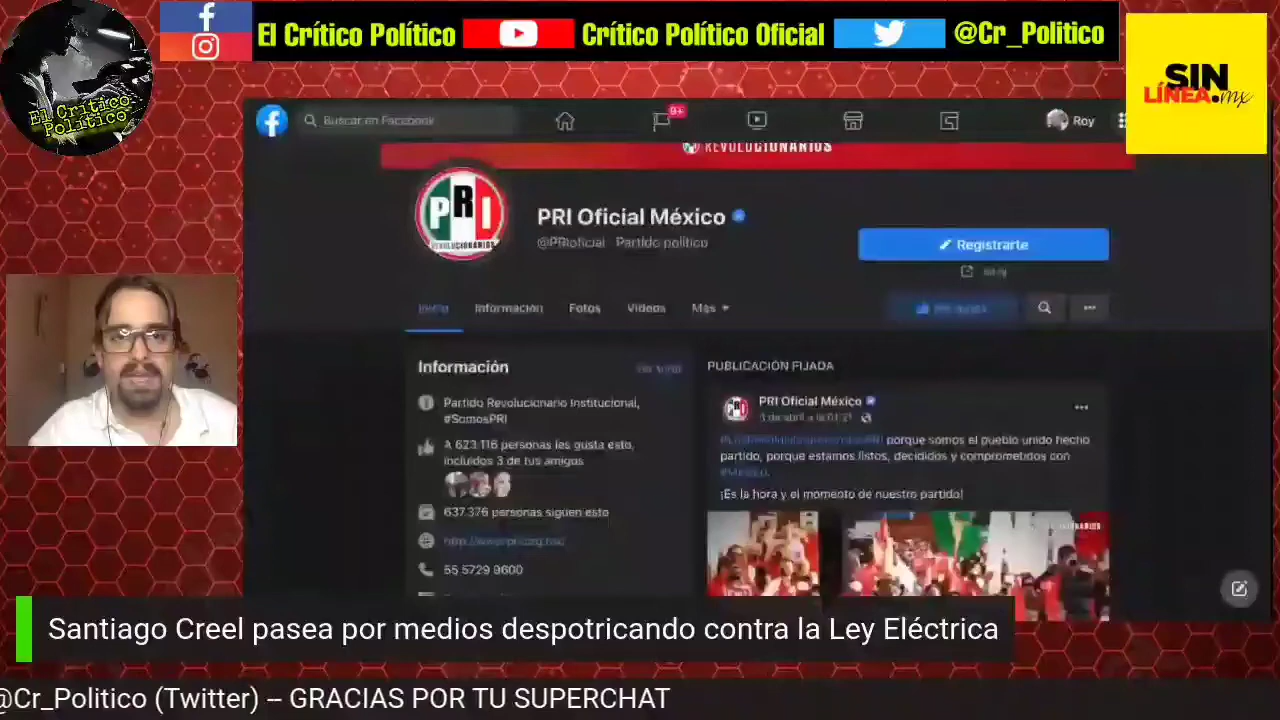 El Crítico Político
Crítico Político Oficial
@Cr_Politico
El Crítico
Político
SIN
LÍNEA.mx
Buscar en Facebook
9+
Roy
REVOLUCIONARIOS
PRI
PRI Oficial México
@PRIoficial · Partido político
Registrarte
Inicio
Información
Fotos
Videos
Más
Información
Partido Revolucionario Institucional,
#SomosPRI
A 623.116 personas les gusta esto,
incluidos 3 de tus amigos
637.376 personas siguen esto
55 5729 9600
PUBLICACIÓN FIJADA
PRI Oficial México
porque somos el pueblo unido hecho
partido, porque estamos listos, decididos y comprometidos con
¡Es la hora y el momento de nuestro partido!
Santiago Creel pasea por medios despotricando contra la Ley Eléctrica
@Cr_Politico (Twitter) -- GRACIAS POR TU SUPERCHAT